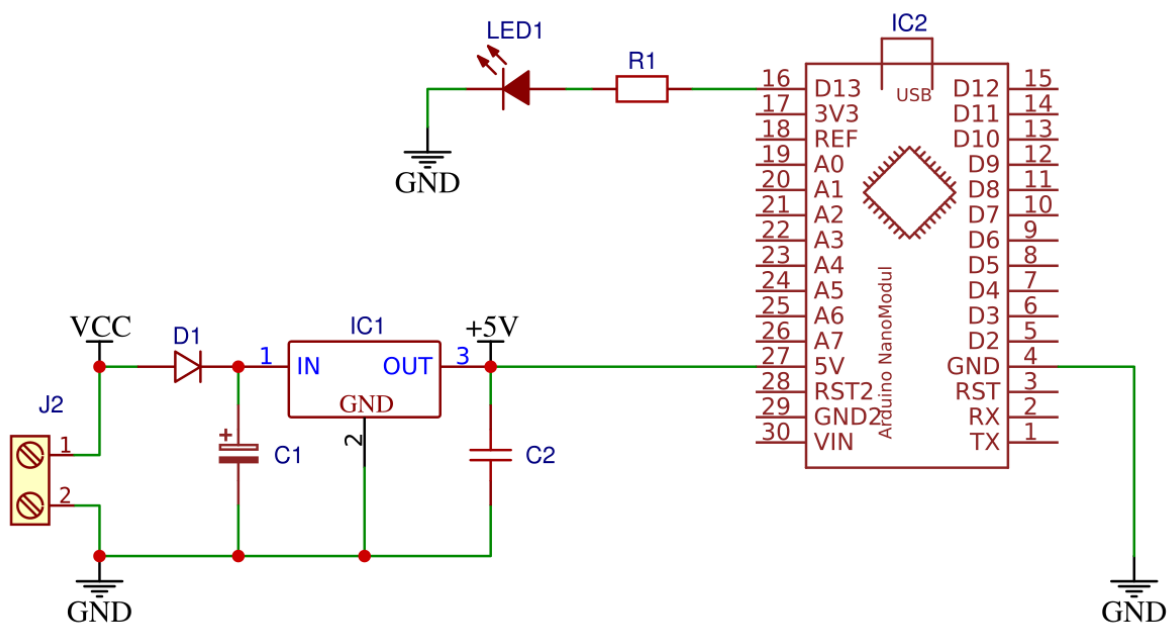 IC2
LED1
R1
USB
16 D13 D12 15
17 3V3 D11 14
18 REF D10 13
19 A0 D9 12
20 A1 D8 11
21 A2 D7 10
22 A3 D6 9
23 A4 D5 8
24 A5 D4 7
25 A6 D3 6
26 A7 D2 5
27 5V GND 4
28 RST2 RST 3
29 GND2 RX 2
30 VIN TX 1
Arduino NanoModul
GND
VCC
D1
IC1
+5V
1 IN OUT 3
GND
2
J2
1
2
+
C1
C2
GND
GND